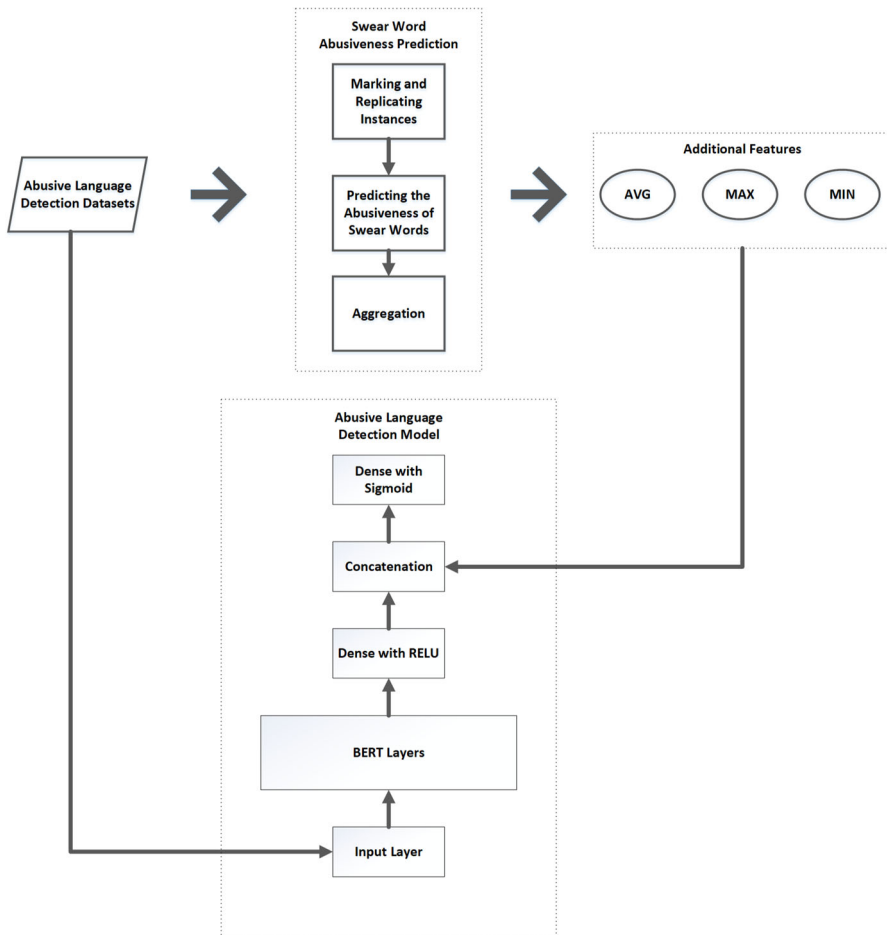 Swear Word
Abusiveness Prediction
Marking and
Replicating
Instances
Abusive Language
Detection Datasets
Predicting the
Abusiveness of
Swear Words
Aggregation
Additional Features
AVG
MAX
MIN
Abusive Language
Detection Model
Dense with
Sigmoid
Concatenation
Dense with RELU
BERT Layers
Input Layer